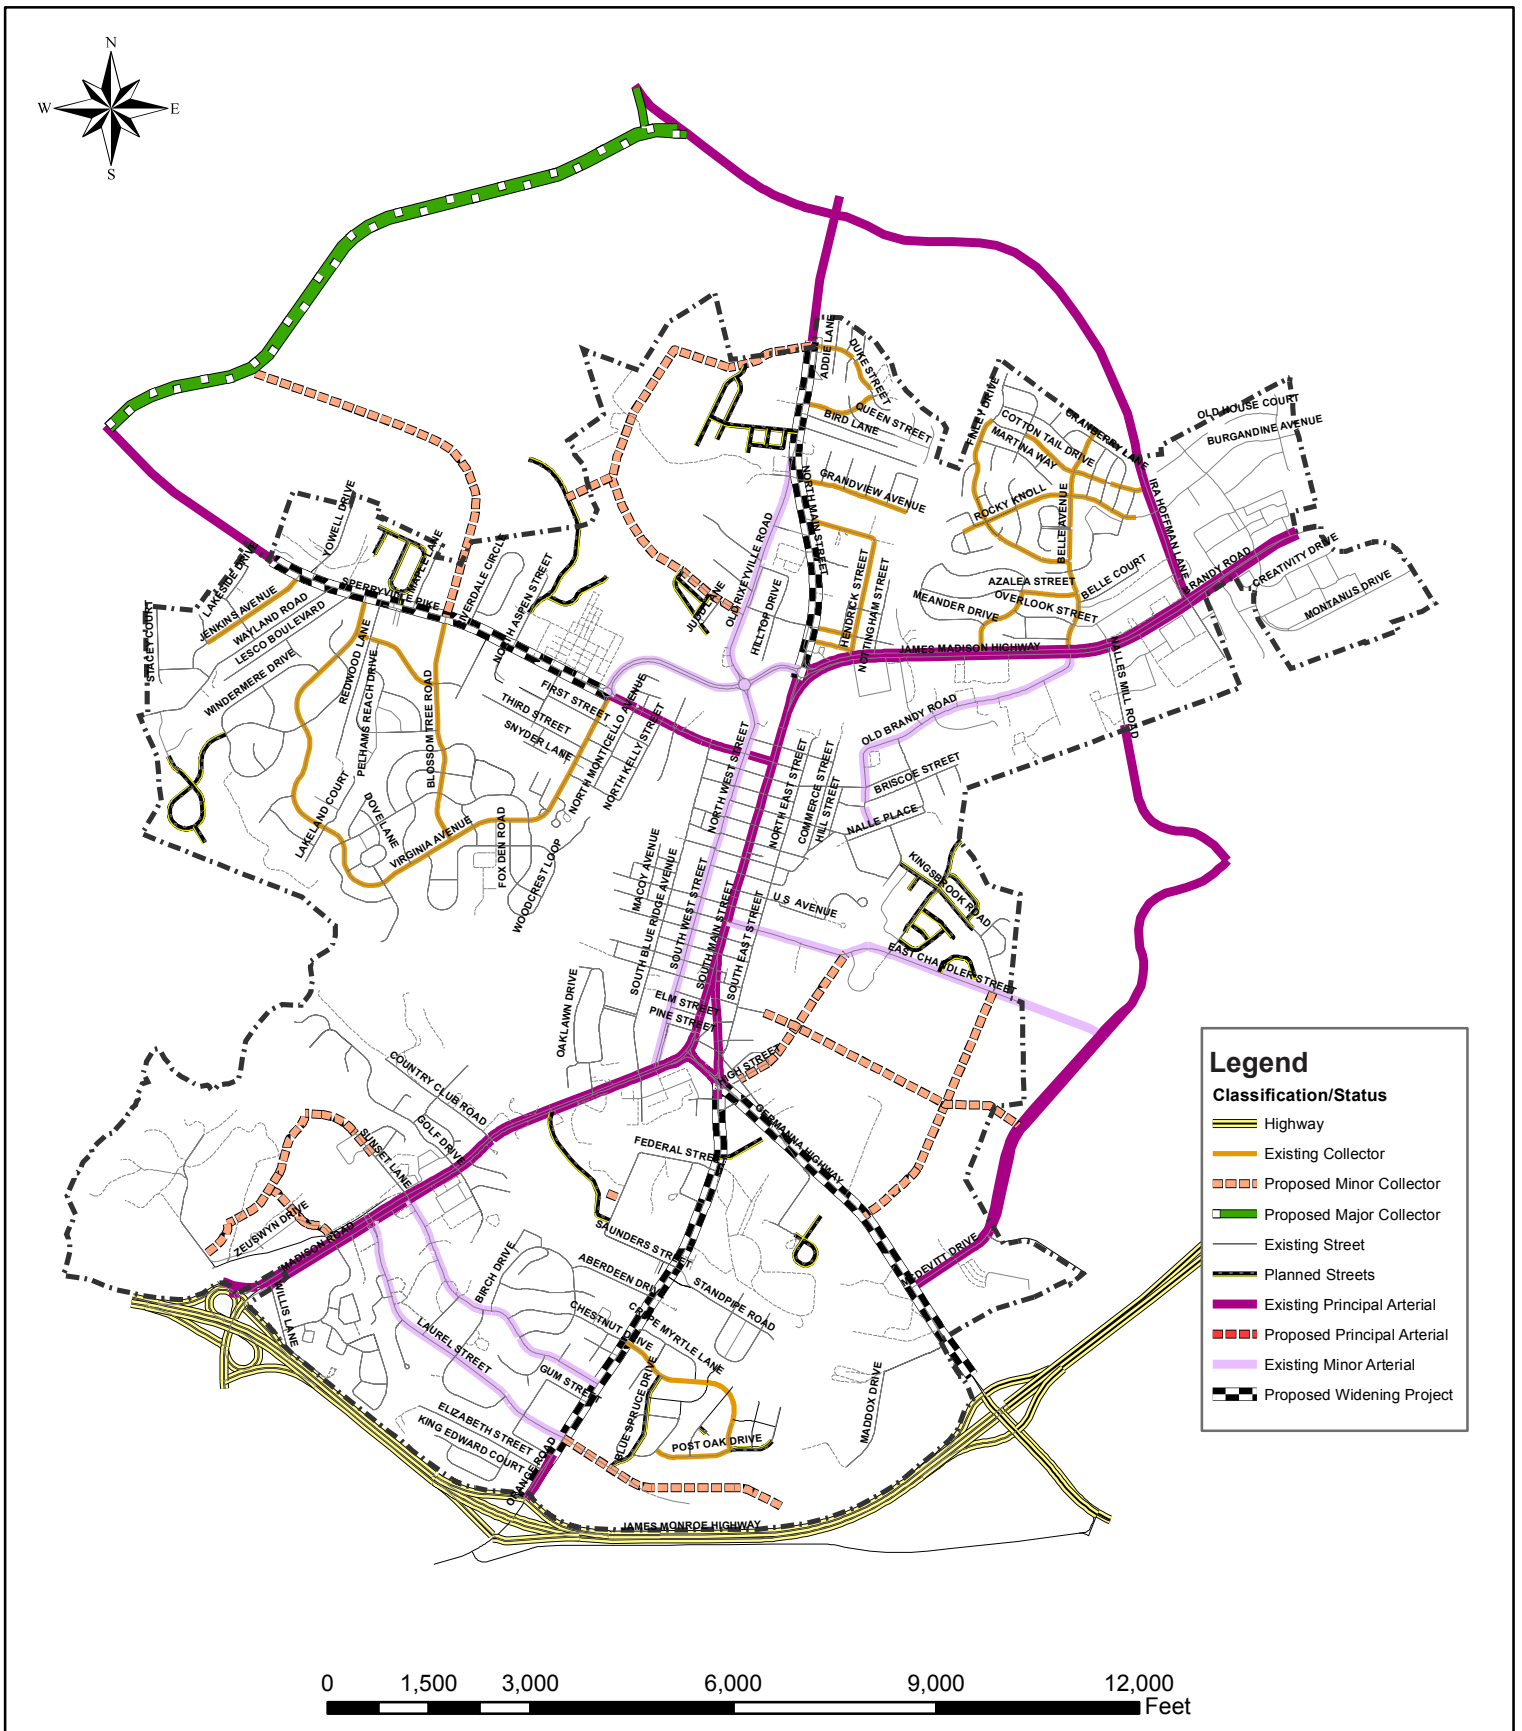 N
W E
S
ADDIE LANE
DUKE STREET
QUEEN STREET
BIRD LANE
GRANDVIEW AVENUE
NORTH MAIN STREET
OLD RIXEYVILLE ROAD
HILLTOP DRIVE
HENDRICK STREET
NOTTINGHAM STREET
JUDD LANE
FINLEY DRIVE
COTTON TAIL DRIVE
CRANBERRY LANE
MARTINA WAY
ROCKY KNOLL
BELLE AVENUE
IRA HOFFMAN LANE
OLD HOUSE COURT
BURGANDINE AVENUE
BRANDY ROAD
CREATIVITY DRIVE
MONTANUS DRIVE
AZALEA STREET
BELLE COURT
OVERLOOK STREET
MEANDER DRIVE
JAMES MADISON HIGHWAY
NALLES MILL ROAD
OLD BRANDY ROAD
BRISCOE STREET
NALLE PLACE
YOWELL DRIVE
LAKESIDE DRIVE
MAPLE LANE
SPERRYVILLE PIKE
RIVERDALE CIRCLE
NORTH ASPEN STREET
STACEY COURT
JENKINS AVENUE
WAYLAND ROAD
LESCO BOULEVARD
WINDERMERE DRIVE
REDWOOD LANE
PELHAMS REACH DRIVE
BLOSSOM TREE ROAD
LAKELAND COURT
DOVE LANE
VIRGINIA AVENUE
FOX DEN ROAD
WOODCREST LOOP
FIRST STREET
THIRD STREET
SNYDER LANE
NORTH MONTICELLO AVENUE
NORTH KELLY STREET
NORTH WEST STREET
NORTH EAST STREET
COMMERCE STREET
HILL STREET
MACOY AVENUE
SOUTH BLUE RIDGE AVENUE
SOUTH WEST STREET
SOUTH MAIN STREET
SOUTH EAST STREET
U S AVENUE
KINGSBROOK ROAD
EAST CHANDLER STREET
ELM STREET
PINE STREET
HIGH STREET
OAKLAWN DRIVE
COUNTRY CLUB ROAD
GOLF DRIVE
SUNSET LANE
ZEUSWYN DRIVE
MADISON ROAD
WILLIS LANE
FEDERAL STREET
GERMANNA HIGHWAY
MCDEVITT DRIVE
SAUNDERS STREET
ABERDEEN DRIVE
STANDPIPE ROAD
BIRCH DRIVE
CHESTNUT DRIVE
CREPE MYRTLE LANE
LAUREL STREET
GUM STREET
BLUE SPRUCE DRIVE
ELIZABETH STREET
KING EDWARD COURT
ORANGE ROAD
POST OAK DRIVE
MADDOX DRIVE
JAMES MONROE HIGHWAY
Legend
Classification/Status
Highway
Existing Collector
Proposed Minor Collector
Proposed Major Collector
Existing Street
Planned Streets
Existing Principal Arterial
Proposed Principal Arterial
Existing Minor Arterial
Proposed Widening Project
0 1,500 3,000 6,000 9,000 12,000
Feet